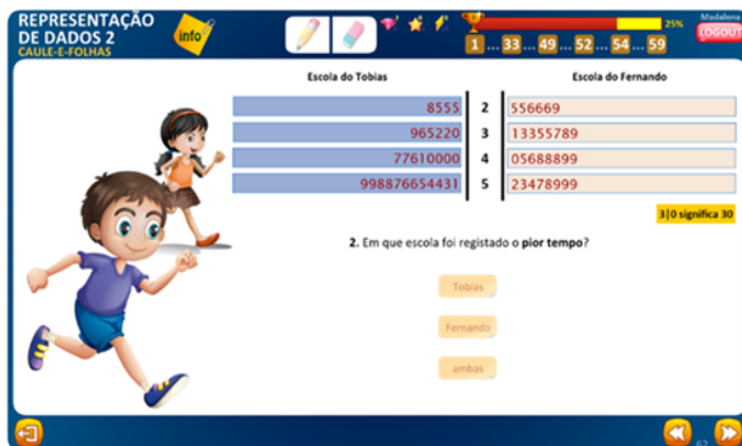 REPRESENTAÇÃO
DE DADOS 2
CAULE-E-FOLHAS
info
25%
1 ... 33 ... 49 ... 52 ... 54 ... 59
Madalena
LOGOUT
Escola do Tobias Escola do Fernando
8555 2 556669
965220 3 13355789
77610000 4 05688899
998876654431 5 23478999
3|0 significa 30
2. Em que escola foi registado o pior tempo?
Tobias
Fernando
ambas
62